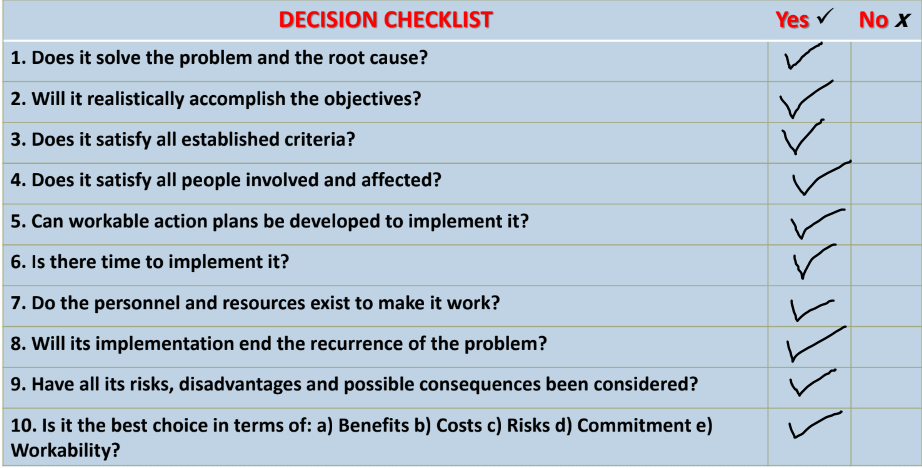 DECISION CHECKLIST Yes ✓ No x
1. Does it solve the problem and the root cause? ✓
2. Will it realistically accomplish the objectives? ✓
3. Does it satisfy all established criteria? ✓
4. Does it satisfy all people involved and affected? ✓
5. Can workable action plans be developed to implement it? ✓
6. Is there time to implement it? ✓
7. Do the personnel and resources exist to make it work? ✓
8. Will its implementation end the recurrence of the problem? ✓
9. Have all its risks, disadvantages and possible consequences been considered? ✓
10. Is it the best choice in terms of: a) Benefits b) Costs c) Risks d) Commitment e) ✓
Workability?